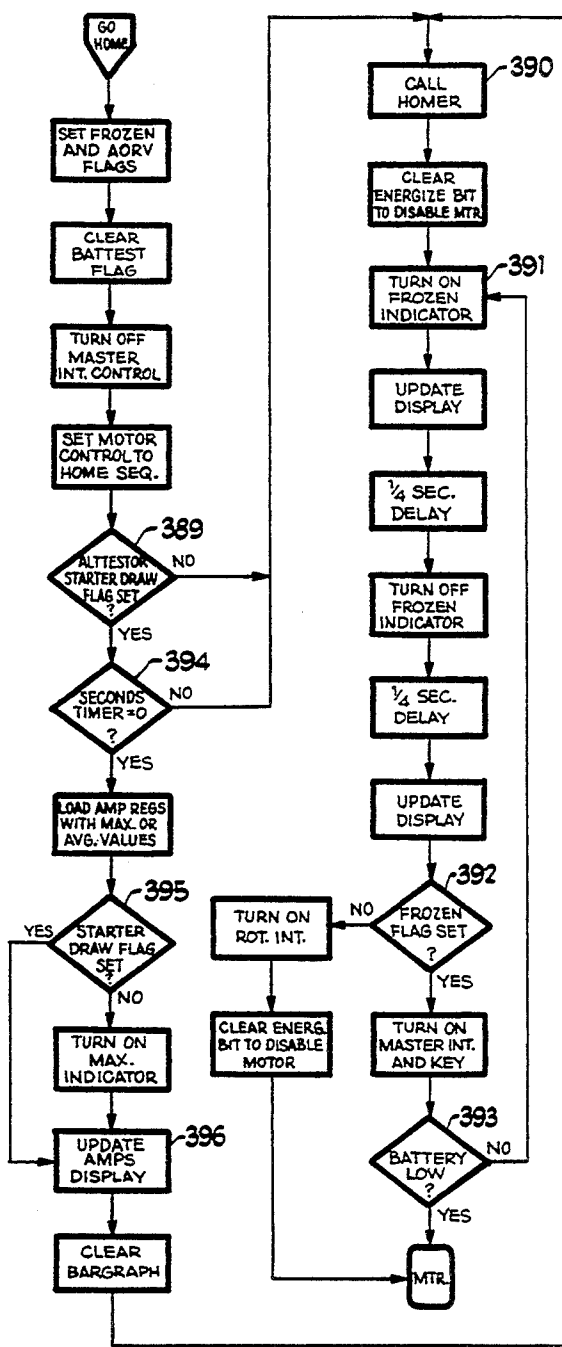 GO
HOME
SET FROZEN
AND AORV
FLAGS
CLEAR
BATTEST
FLAG
TURN OFF
MASTER
INT. CONTROL
SET MOTOR
CONTROL TO
HOME SEQ.
389
ALTTESTOR
STARTER DRAW
FLAG SET
?
NO
YES
394
SECONDS
TIMER=0
?
NO
YES
LOAD AMP REGS
WITH MAX. OR
AVG. VALUES
395
STARTER
DRAW FLAG
SET
?
YES
NO
TURN ON
MAX.
INDICATOR
396
UPDATE
AMPS
DISPLAY
CLEAR
BARGRAPH
390
CALL
HOMER
CLEAR
ENERGIZE BIT
TO DISABLE MTR.
391
TURN ON
FROZEN
INDICATOR
UPDATE
DISPLAY
1/4 SEC.
DELAY
TURN OFF
FROZEN
INDICATOR
1/4 SEC.
DELAY
UPDATE
DISPLAY
392
FROZEN
FLAG SET
?
NO
YES
TURN ON
ROT. INT.
CLEAR ENERG.
BIT TO DISABLE
MOTOR
TURN ON
MASTER INT.
AND KEY
393
BATTERY
LOW
?
NO
YES
MTR.